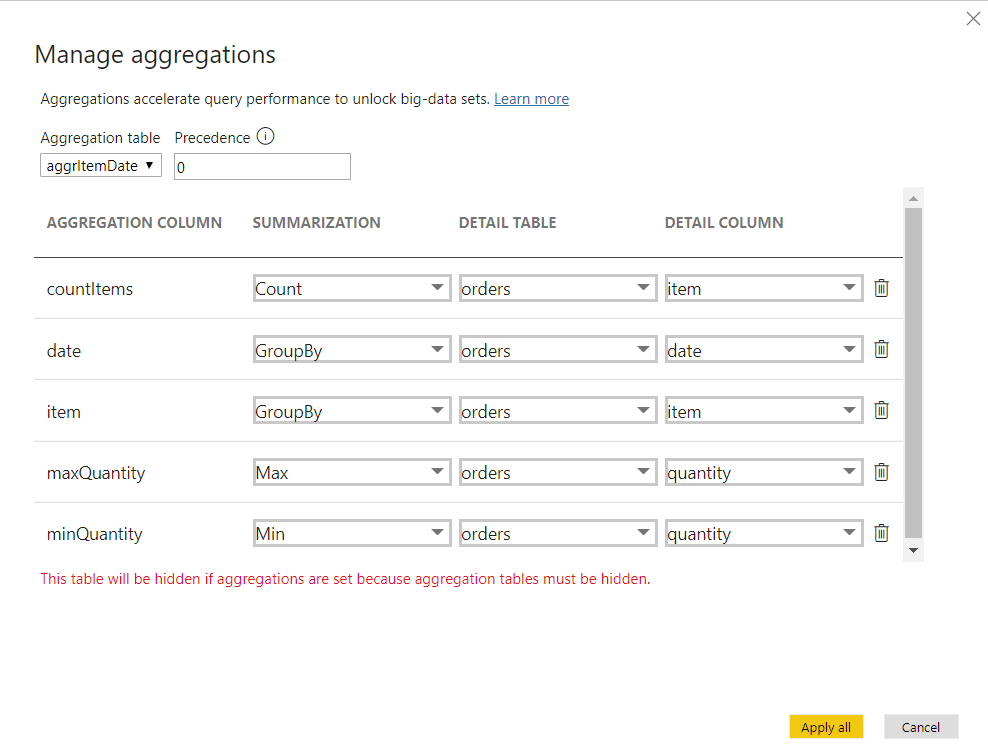 Manage aggregations
Aggregations accelerate query performance to unlock big-data sets. Learn more
Aggregation table Precedence
aggrItemDate 0
AGGREGATION COLUMN SUMMARIZATION DETAIL TABLE DETAIL COLUMN
countItems Count orders item
date GroupBy orders date
item GroupBy orders item
maxQuantity Max orders quantity
minQuantity Min orders quantity
This table will be hidden if aggregations are set because aggregation tables must be hidden.
Apply all Cancel